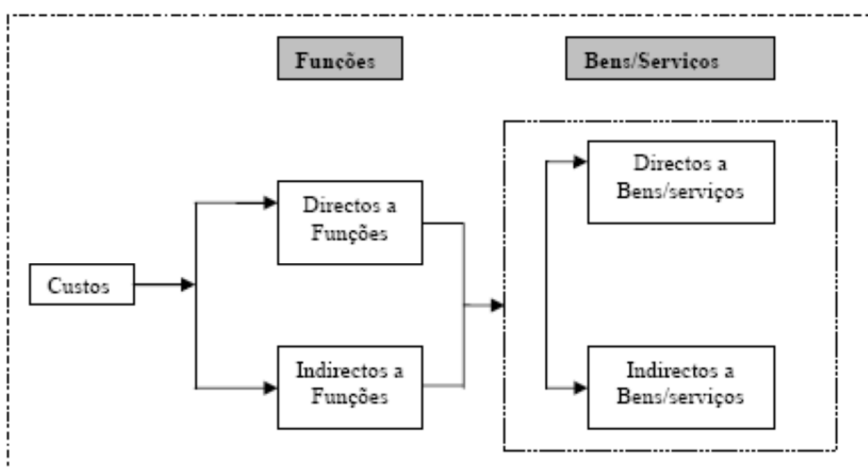 Funções
Bens/Serviços
Directos a
Funções
Directos a
Bens/serviços
Custos
Indirectos a
Funções
Indirectos a
Bens/serviços